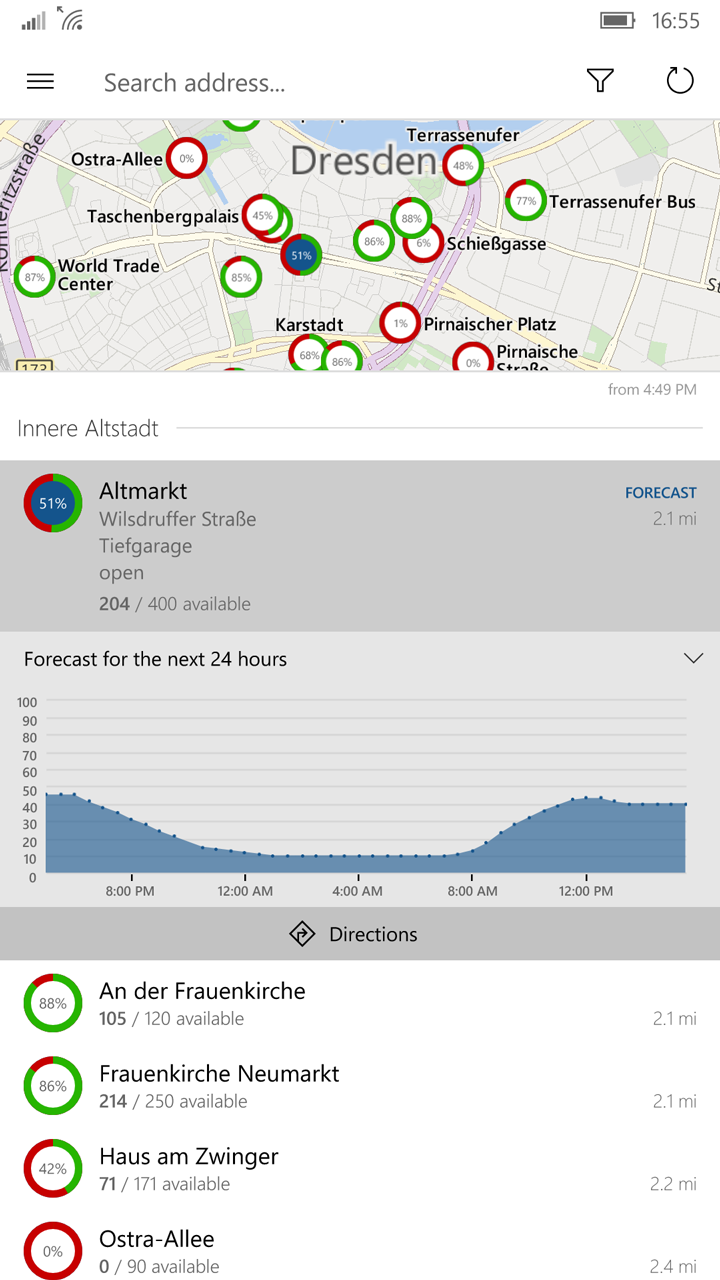 16:55
Search address...
Terrassenufer
Ostra-Allee
0%
Dresden
48%
77%
Terrassenufer Bus
Taschenbergpalais
45%
88%
86%
6%
Schießgasse
51%
87%
World Trade
Center
85%
Karstadt
1%
Pirnaischer Platz
68%
86%
0%
Pirnaische
Straße
173
from 4:49 PM
Innere Altstadt
51%
Altmarkt
FORECAST
Wilsdruffer Straße
2.1 mi
Tiefgarage
open
204 / 400 available
Forecast for the next 24 hours
100
90
80
70
60
50
40
30
20
10
0
8:00 PM
12:00 AM
4:00 AM
8:00 AM
12:00 PM
Directions
88%
An der Frauenkirche
105 / 120 available
2.1 mi
86%
Frauenkirche Neumarkt
214 / 250 available
2.1 mi
42%
Haus am Zwinger
71 / 171 available
2.2 mi
0%
Ostra-Allee
0 / 90 available
2.4 mi